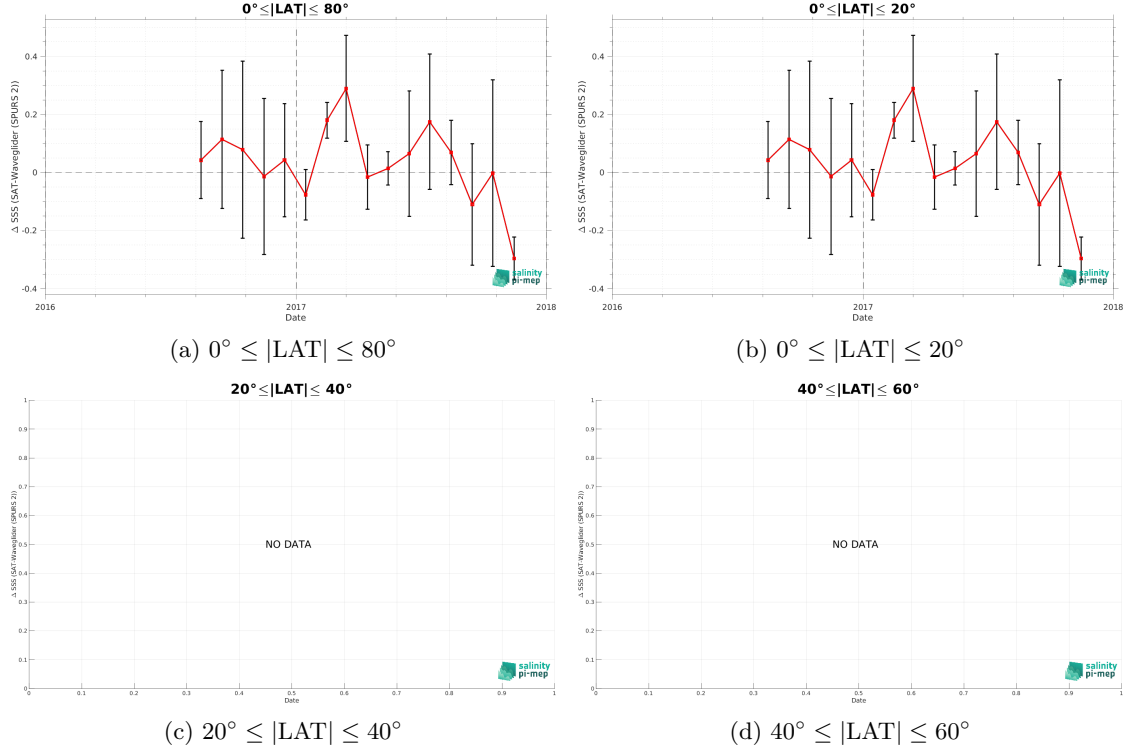 0°≤|LAT|≤ 80°
Δ SSS (SAT-Waveglider (SPURS 2))
0.4
0.2
0
-0.2
-0.4
2016
2017
2018
Date
salinity
pi-mep
(a) 0° ≤ |LAT| ≤ 80°
0°≤|LAT|≤ 20°
Δ SSS (SAT-Waveglider (SPURS 2))
0.4
0.2
0
-0.2
-0.4
2016
2017
2018
Date
salinity
pi-mep
(b) 0° ≤ |LAT| ≤ 20°
20°≤|LAT|≤ 40°
Δ SSS (SAT-Waveglider (SPURS 2))
1
0.9
0.8
0.7
0.6
0.5
0.4
0.3
0.2
0.1
0
NO DATA
0
0.1
0.2
0.3
0.4
0.5
0.6
0.7
0.8
0.9
1
Date
salinity
pi-mep
(c) 20° ≤ |LAT| ≤ 40°
40°≤|LAT|≤ 60°
Δ SSS (SAT-Waveglider (SPURS 2))
1
0.9
0.8
0.7
0.6
0.5
0.4
0.3
0.2
0.1
0
NO DATA
0
0.1
0.2
0.3
0.4
0.5
0.6
0.7
0.8
0.9
1
Date
salinity
pi-mep
(d) 40° ≤ |LAT| ≤ 60°